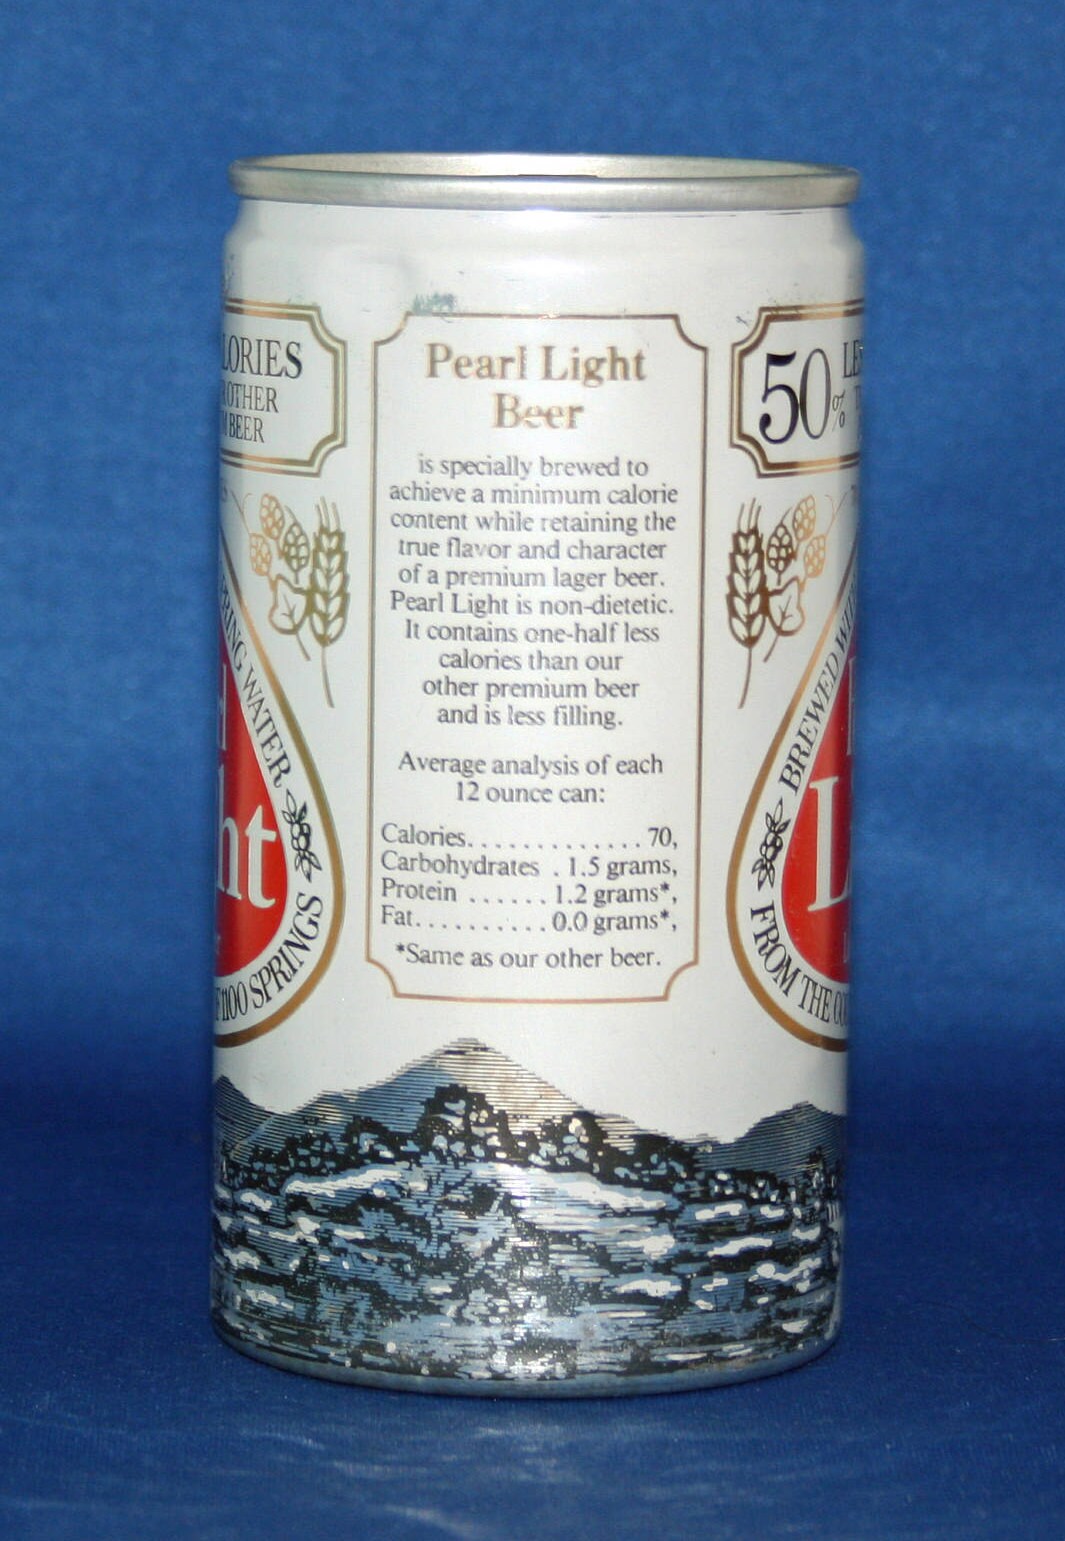 Pearl Light
Beer
is specially brewed to
achieve a minimum calorie
content while retaining the
true flavor and character
of a premium lager beer.
Pearl Light is non-dietetic.
It contains one-half less
calories than our
other premium beer
and is less filling.
Average analysis of each
12 ounce can:
Calories. . . . . . . . . . . . . 70,
Carbohydrates . 1.5 grams,
Protein . . . . . . 1.2 grams*,
Fat. . . . . . . . . . 0.0 grams*,
*Same as our other beer.
LORIES
OTHER
BEER
RING WATER
ht
1100 SPRINGS
50%
BREWED
L
FROM THE